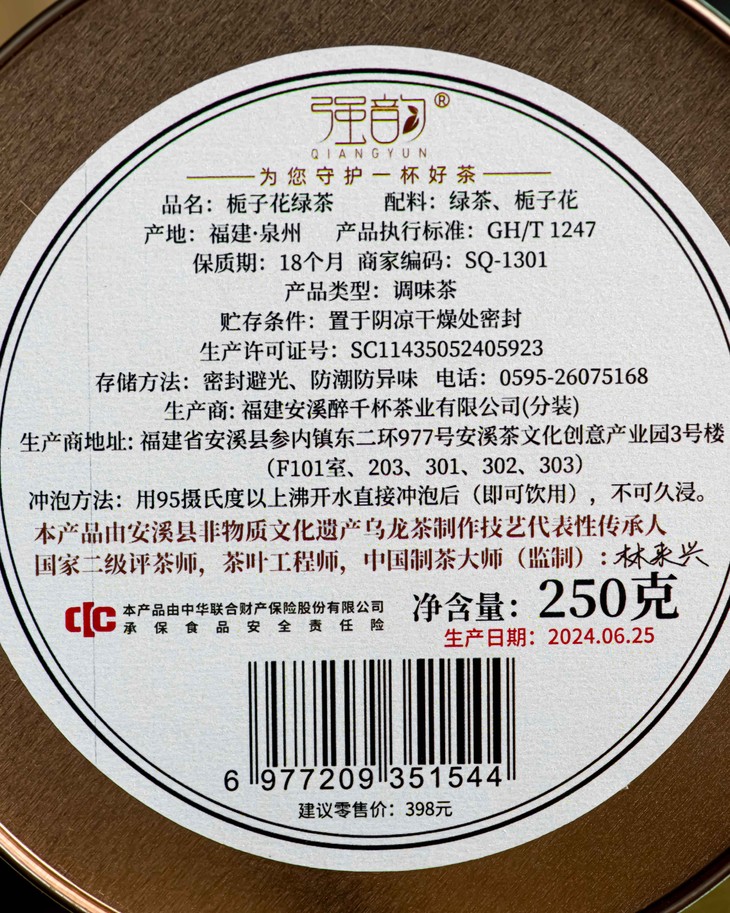 强韵®
QIANGYUN
为您守护一杯好茶
品名：栀子花绿茶 配料：绿茶、栀子花
产地：福建·泉州 产品执行标准：GH/T 1247
保质期：18个月 商家编码：SQ-1301
产品类型：调味茶
贮存条件：置于阴凉干燥处密封
生产许可证号：SC11435052405923
存储方法：密封避光、防潮防异味 电话：0595-26075168
生产商：福建安溪醉千杯茶业有限公司(分装)
生产商地址：福建省安溪县参内镇东二环977号安溪茶文化创意产业园3号楼
（F101室、203、301、302、303）
冲泡方法：用95摄氏度以上沸开水直接冲泡后（即可饮用），不可久浸。
本产品由安溪县非物质文化遗产乌龙茶制作技艺代表性传承人
国家二级评茶师，茶叶工程师，中国制茶大师（监制）：林来兴
CIC 本产品由中华联合财产保险股份有限公司
承保食品安全责任险
净含量：250克
生产日期：2024.06.25
6 977209 351544
建议零售价：398元